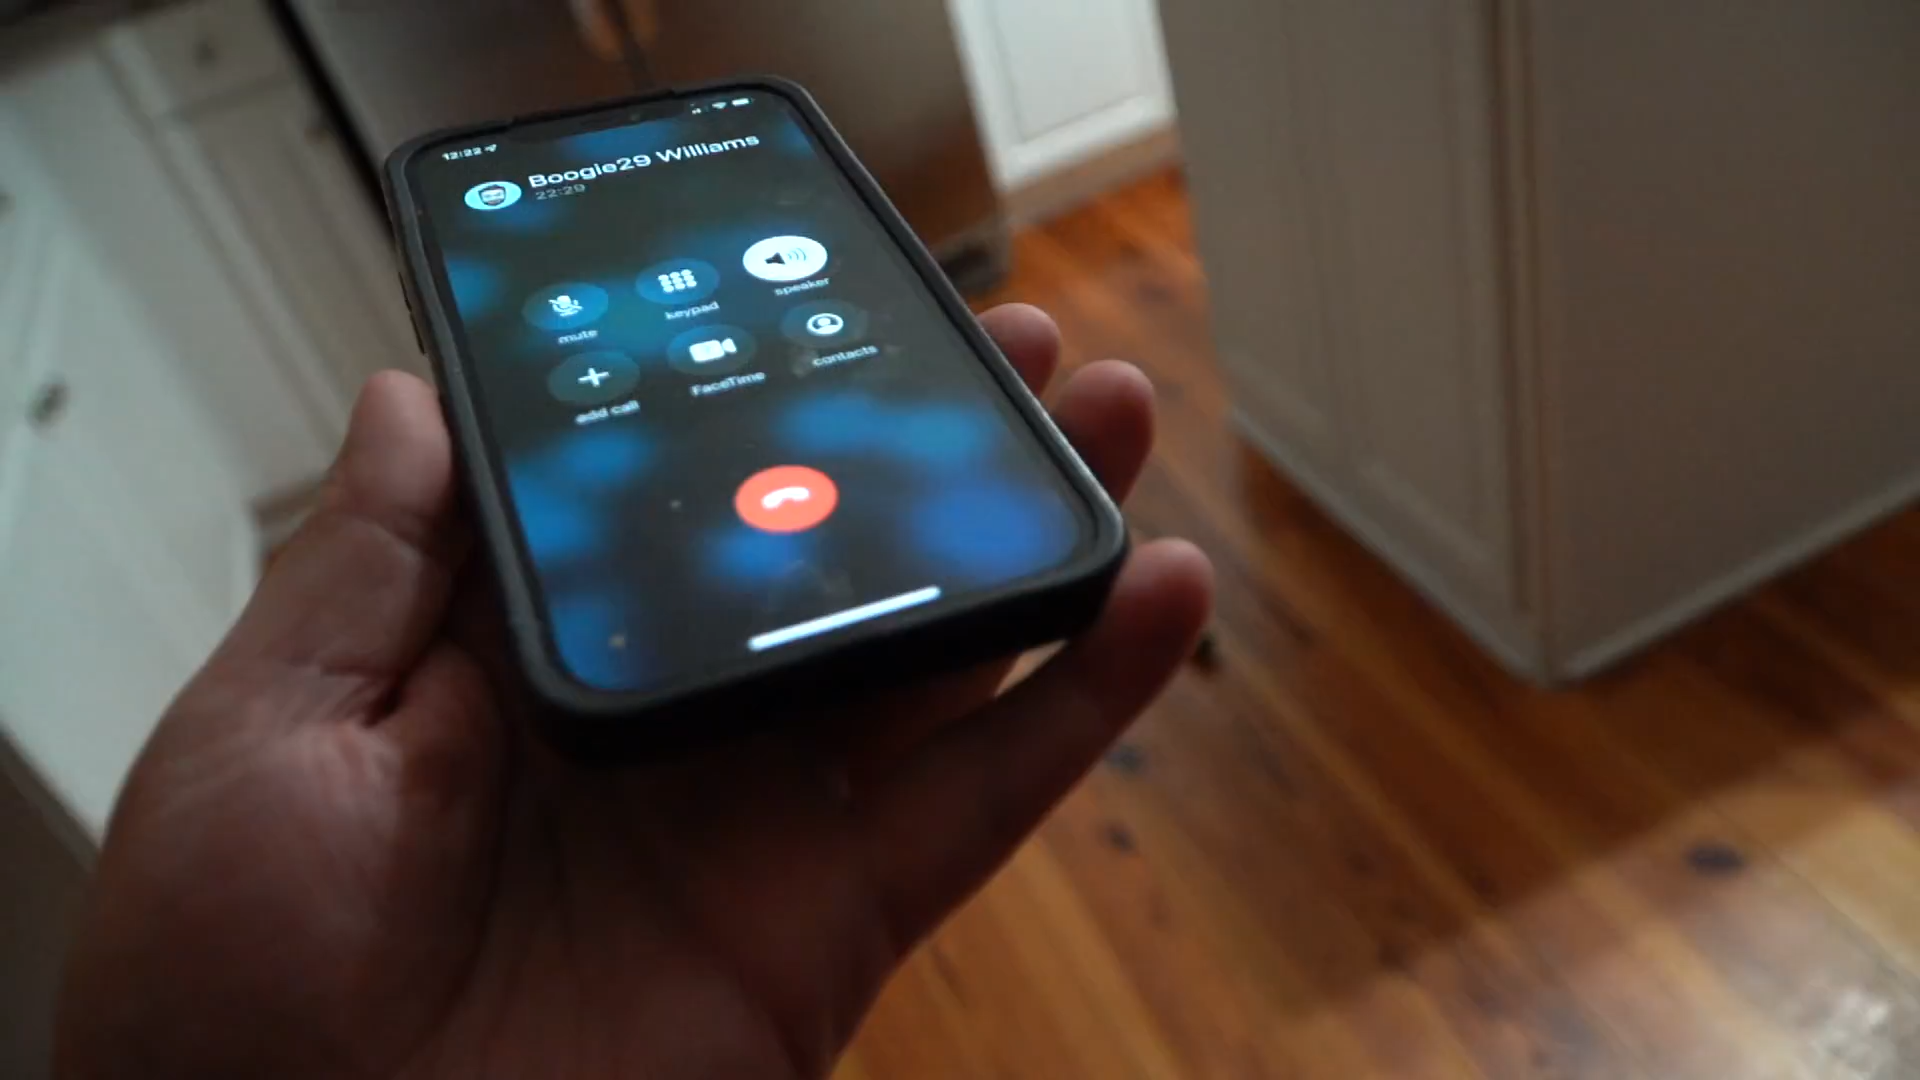 12:22
Boogie29 Williams
22:29
mute
keypad
speaker
add call
FaceTime
contacts